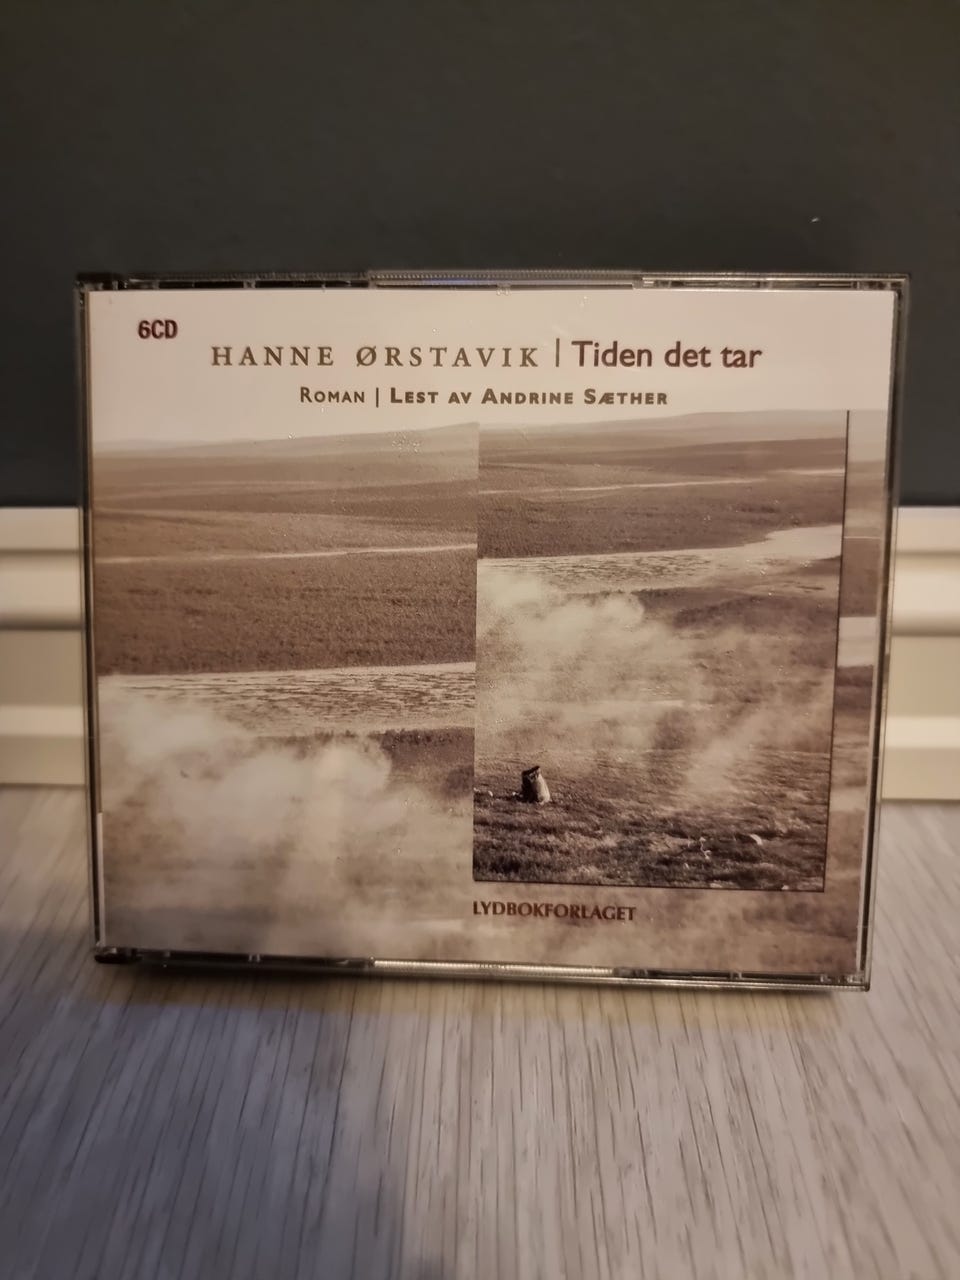 6CD
HANNE ØRSTAVIK | Tiden det tar
ROMAN | LEST AV ANDRINE SÆTHER
LYDBOKFORLAGET